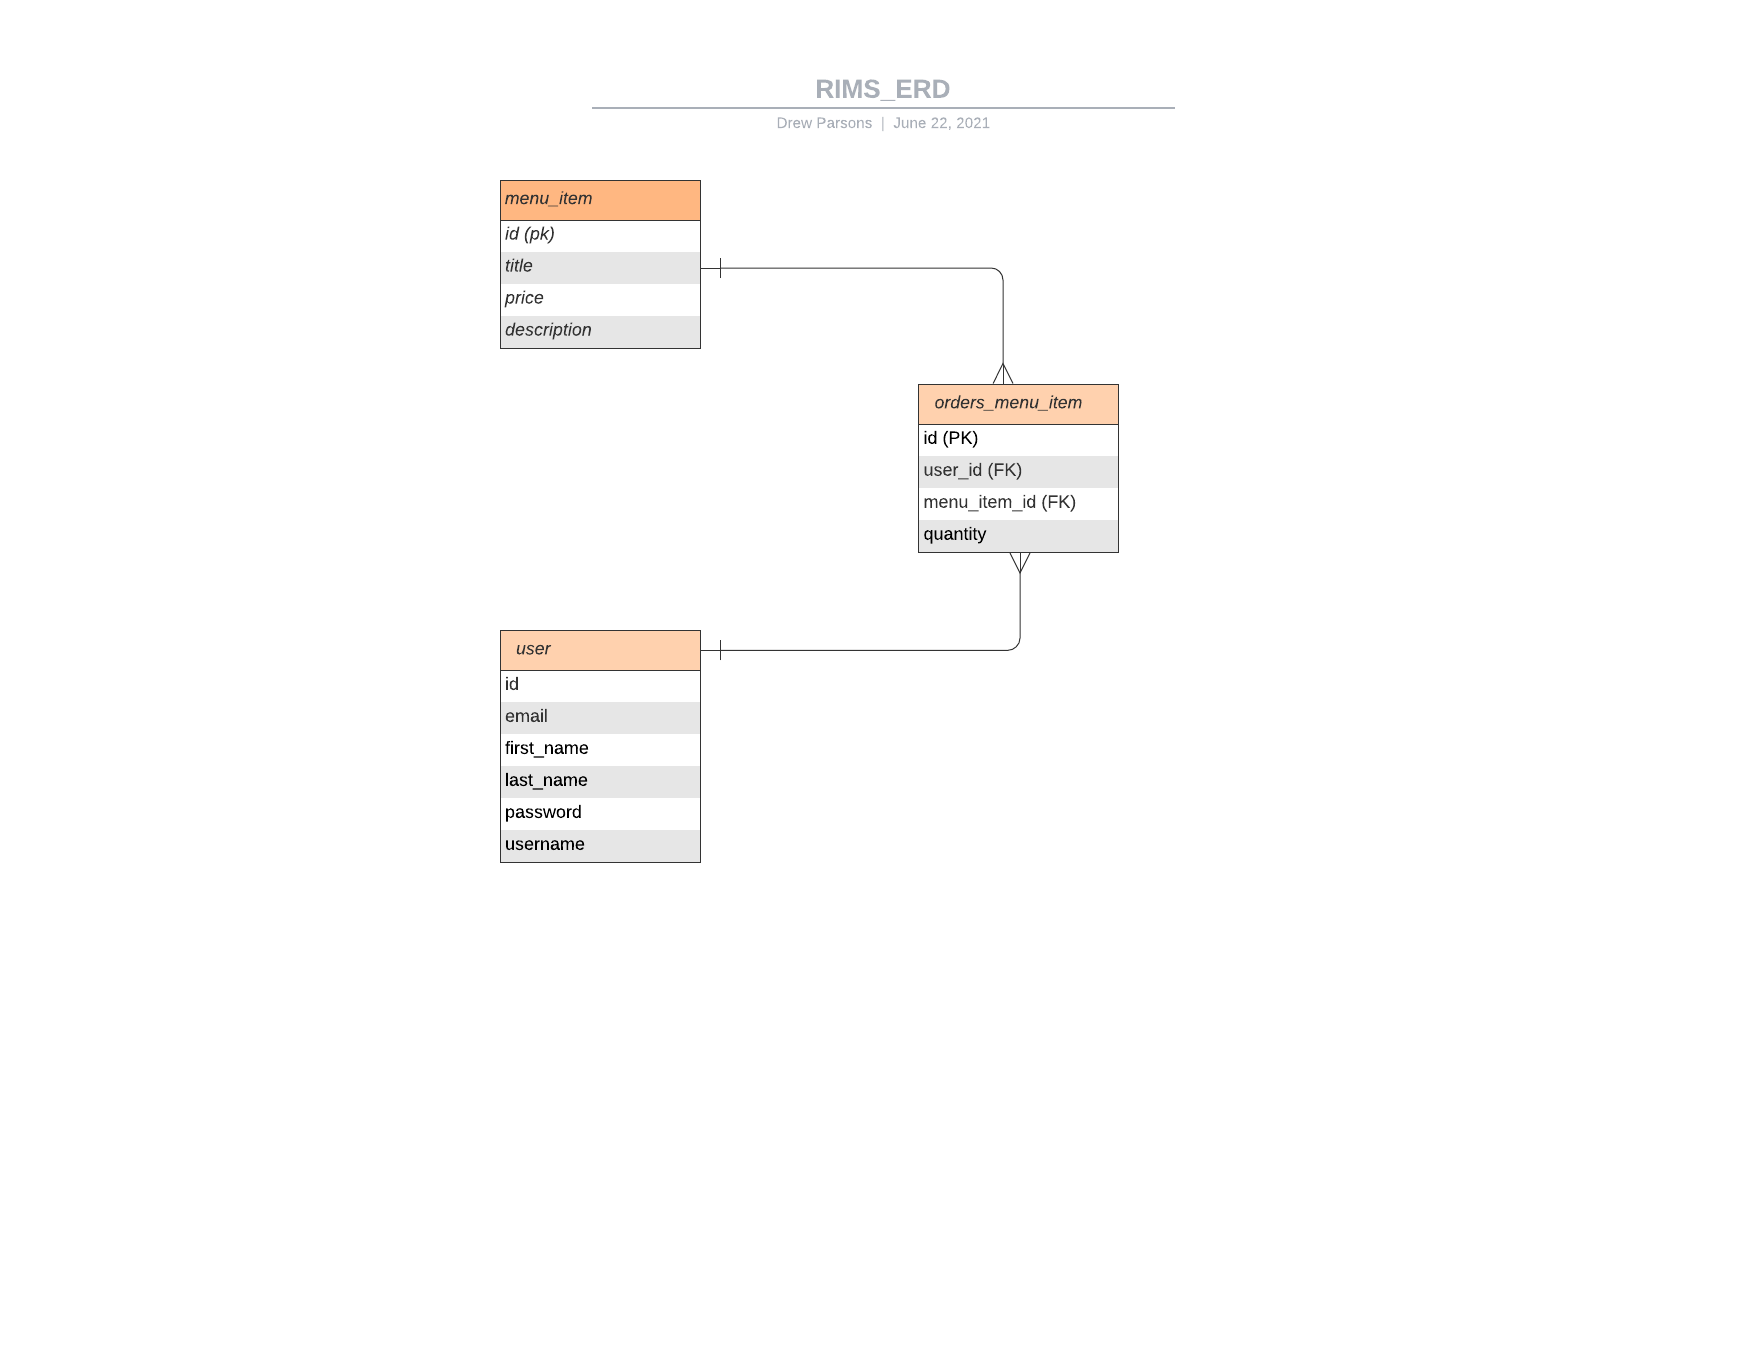 RIMS_ERD
Drew Parsons | June 22, 2021
menu_item
id (pk)
title
price
description
orders_menu_item
id (PK)
user_id (FK)
menu_item_id (FK)
quantity
user
id
email
first_name
last_name
password
username